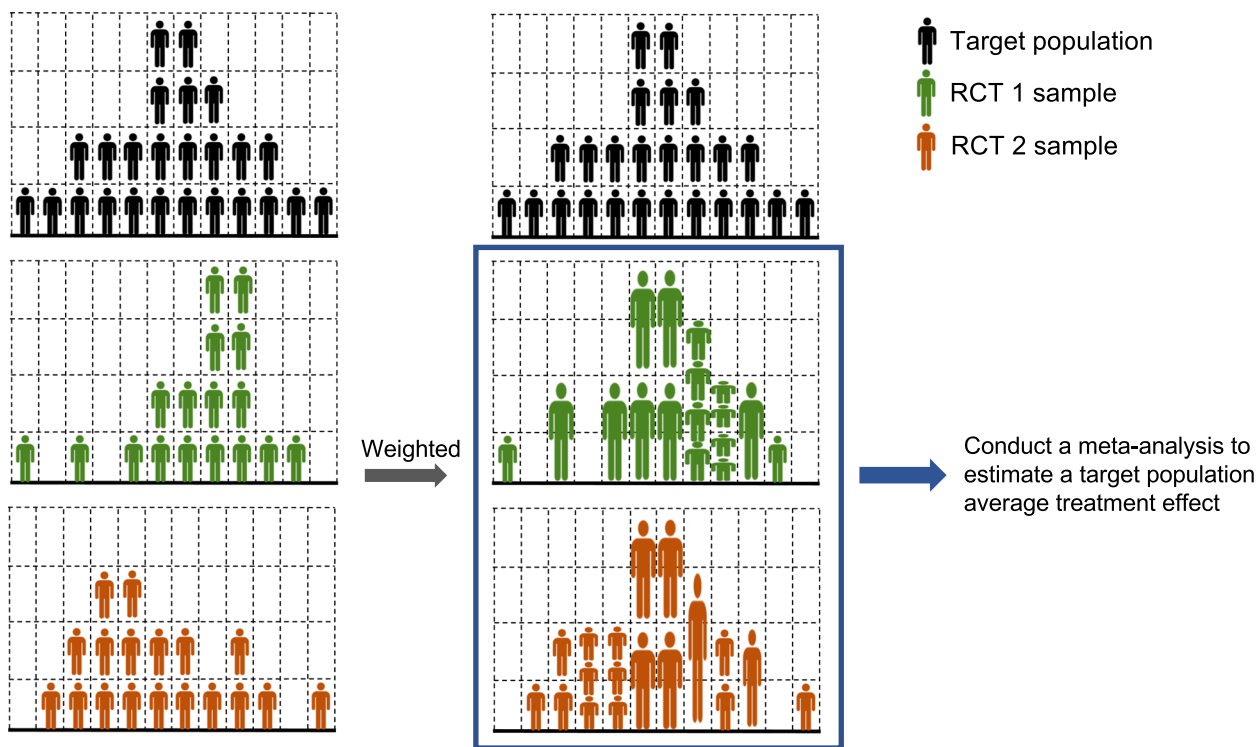 Target population
RCT 1 sample
RCT 2 sample
Weighted
Conduct a meta-analysis to
estimate a target population
average treatment effect